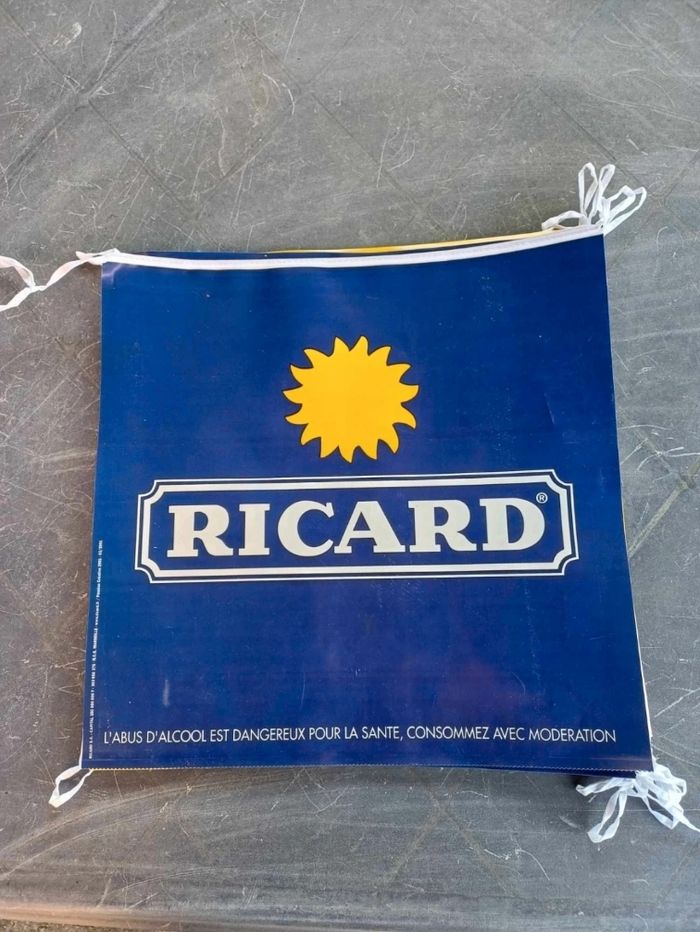 RICARD®
L'ABUS D'ALCOOL EST DANGEREUX POUR LA SANTE, CONSOMMEZ AVEC MODERATION